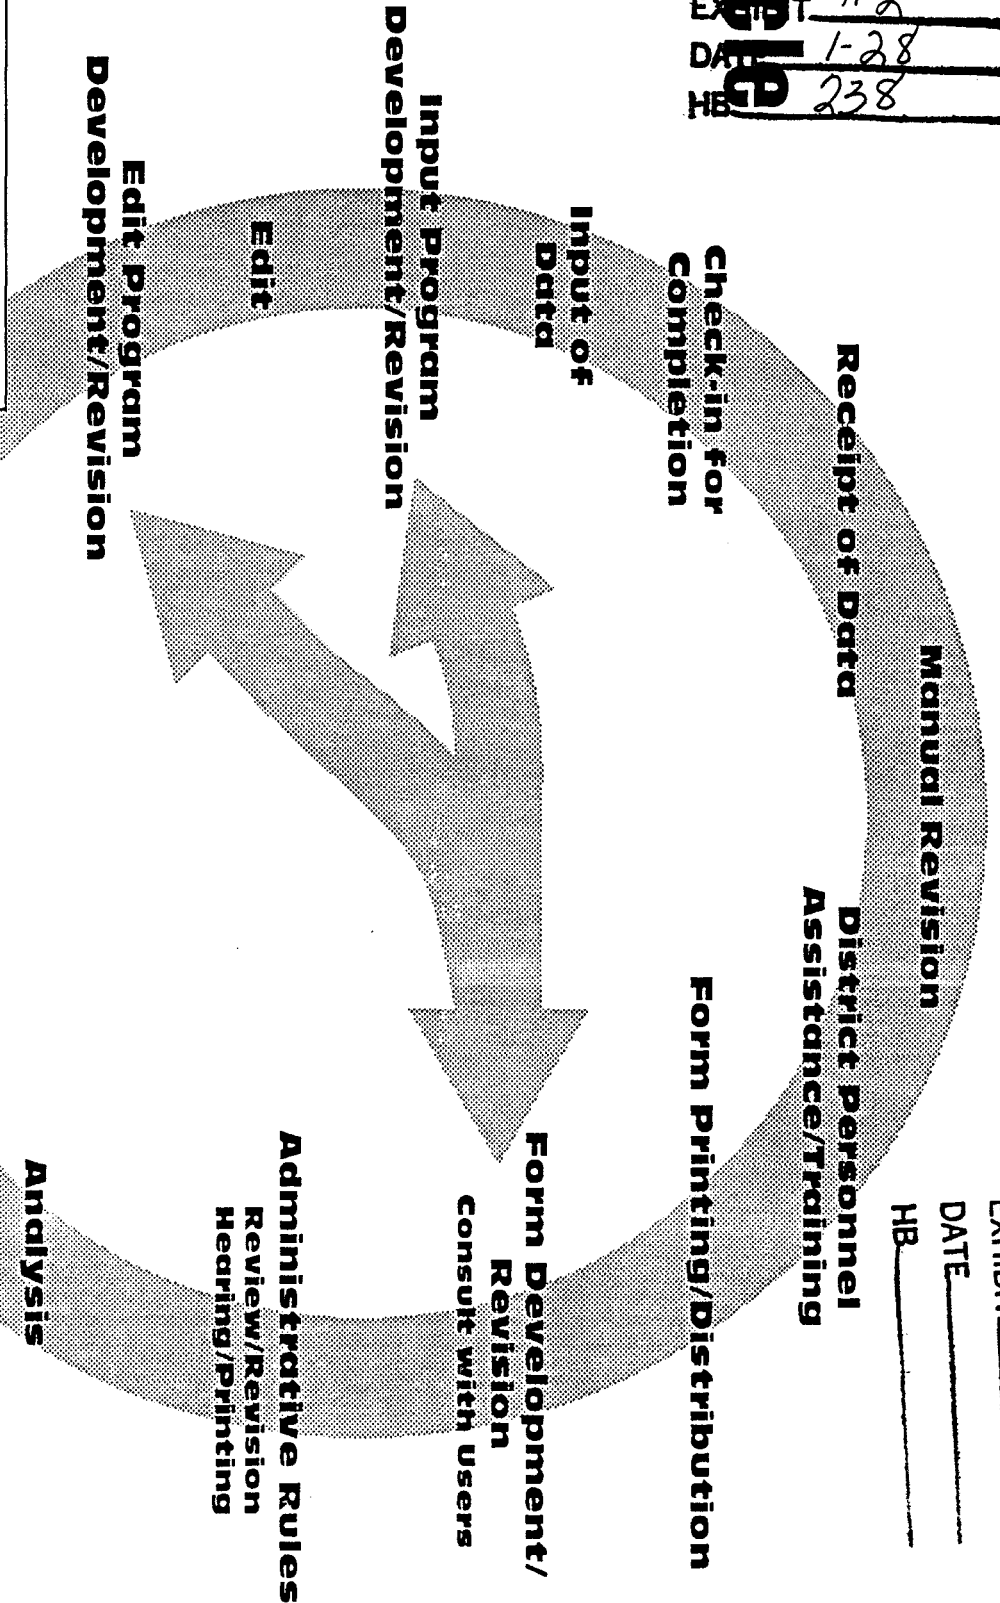 EXHIBIT #2
DATE 1-28
HB 238
DATE
HB
Manual Revision
Receipt of Data
District Personnel
Assistance/Training
Check-in for
Completion
Form Printing/Distribution
Input of
Data
Form Development/
Revision
Consult with Users
Input Program
Development/Revision
Administrative Rules
Review/Revision
Hearing/Printing
Edit
Edit Program
Development/Revision
Analysis